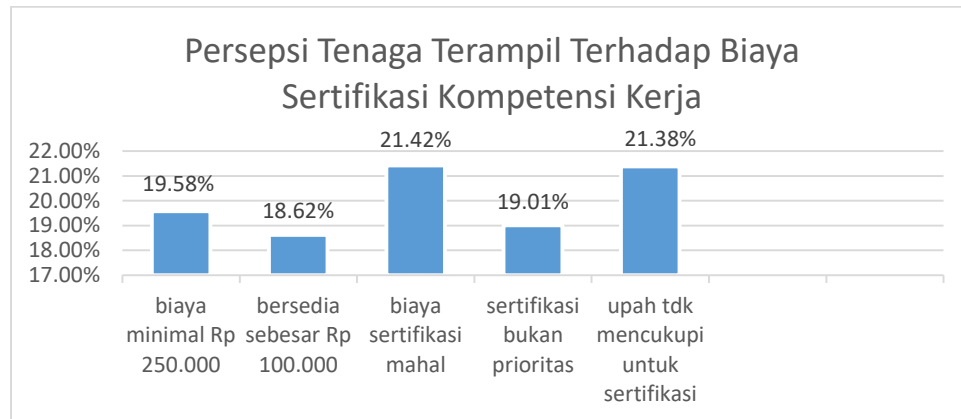 Persepsi Tenaga Terampil Terhadap Biaya
Sertifikasi Kompetensi Kerja
22.00%
21.00%
20.00%
19.00%
18.00%
17.00%
19.58%
18.62%
21.42%
19.01%
21.38%
biaya
minimal Rp
250.000
bersedia
sebesar Rp
100.000
biaya
sertifikasi
mahal
sertifikasi
bukan
prioritas
upah tdk
mencukupi
untuk
sertifikasi